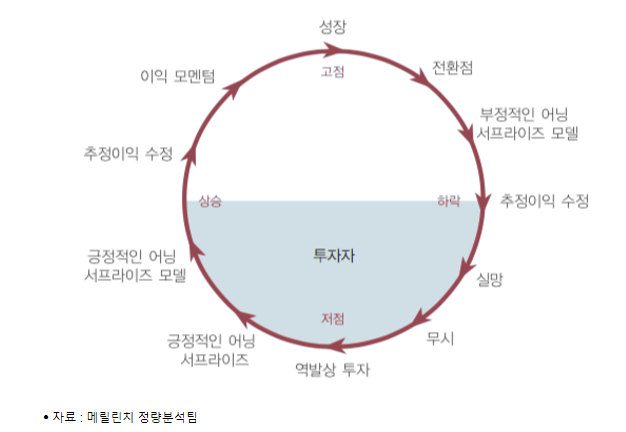 성장
고점
전환점
이익 모멘텀
부정적인 어닝
서프라이즈 모델
추정이익 수정
상승
하락
추정이익 수정
긍정적인 어닝
서프라이즈 모델
투자자
실망
저점
긍정적인 어닝
서프라이즈
무시
역발상 투자
• 자료 : 메릴린치 정량분석팀